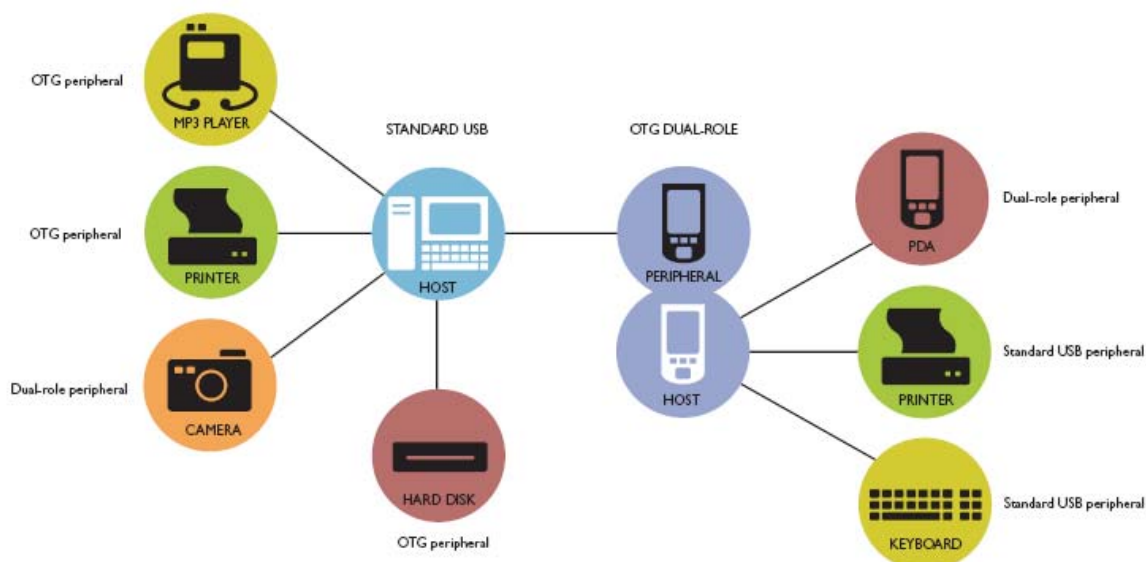 OTG peripheral
MP3 PLAYER
STANDARD USB
OTG DUAL-ROLE
OTG peripheral
PRINTER
HOST
PERIPHERAL
PDA
Dual-role peripheral
Dual-role peripheral
CAMERA
HOST
PRINTER
Standard USB peripheral
HARD DISK
OTG peripheral
KEYBOARD
Standard USB peripheral